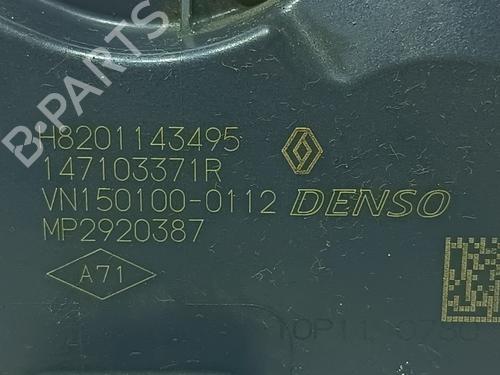 H8201143495
147103371R
VN150100-0112 DENSO
MP2920387
A71
B-PARTS